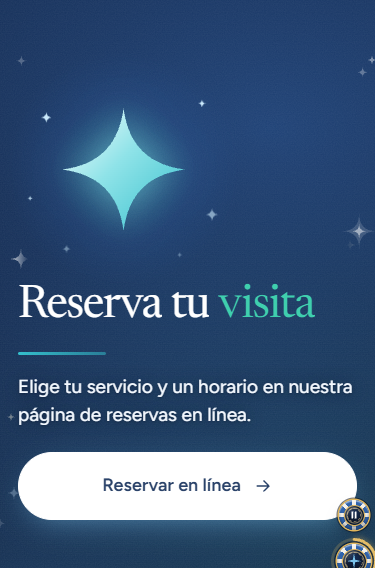 Reserva tu visita
Elige tu servicio y un horario en nuestra
página de reservas en línea.
Reservar en línea →